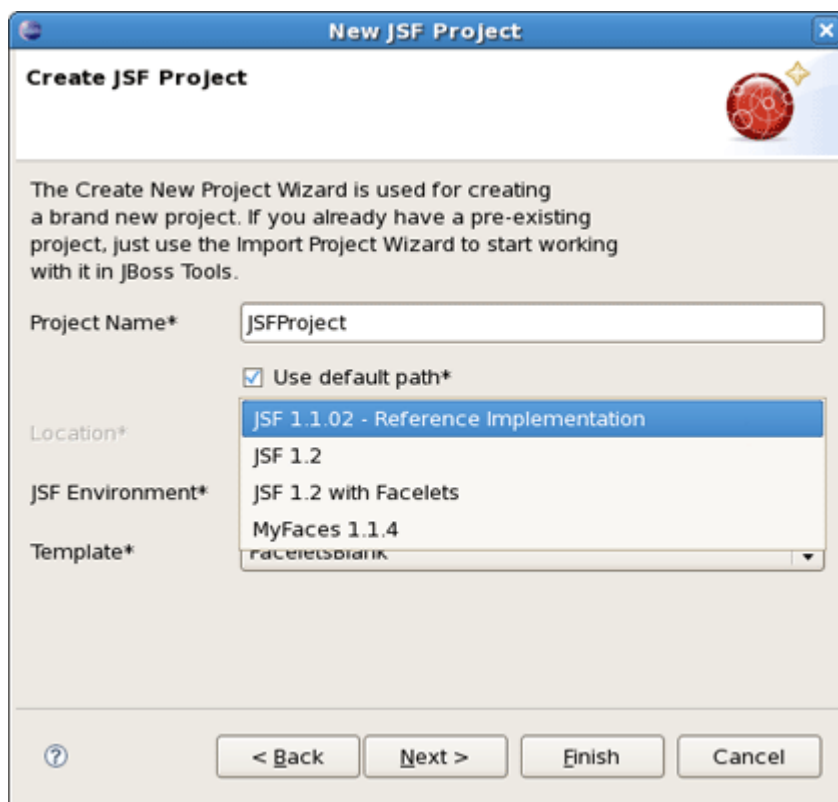 New JSF Project
Create JSF Project
The Create New Project Wizard is used for creating
a brand new project. If you already have a pre-existing
project, just use the Import Project Wizard to start working
with it in JBoss Tools.
Project Name*
JSFProject
Use default path*
Location*
JSF 1.1.02 - Reference Implementation
JSF 1.2
JSF Environment*
JSF 1.2 with Facelets
MyFaces 1.1.4
Template*
FaceletsBlank
< Back
Next >
Finish
Cancel